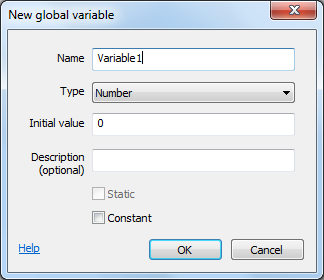 New global variable
Name Variable1
Type Number
Initial value 0
Description
(optional)
Static
Constant
Help OK Cancel